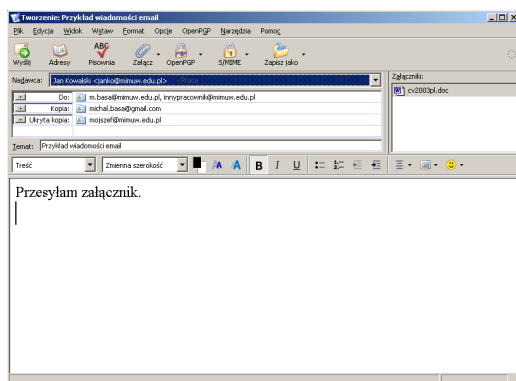 Tworzenie: Przykład wiadomości email
Plik Edycja Widok Wstaw Format Opcje OpenPGP Narzędzia Pomoc
Wyślij Adresy Pisownia Załącz OpenPGP S/MIME Zapisz jako
Nadawca: Jan Kowalski <janko@mimuw.edu.pl> - Praca
Załączniki:
cv2003pl.doc
Do: m.basa@mimuw.edu.pl, innypracownik@mimuw.edu.pl
Kopia: michal.basa@gmail.com
Ukryta kopia: mojszef@mimuw.edu.pl
Temat: Przykład wiadomości email
Treść Zmienna szerokość B I U
Przesyłam załącznik.